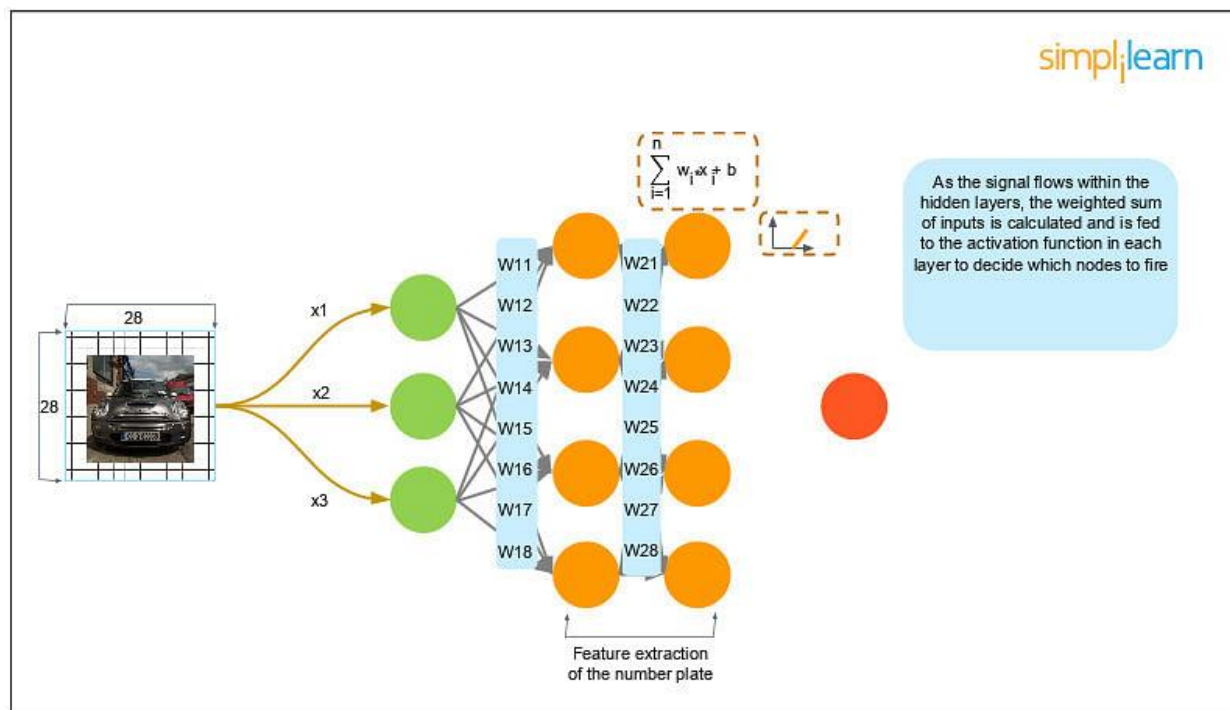 simplilearn
n
∑ wᵢ*xᵢ + b
i=1
As the signal flows within the
hidden layers, the weighted sum
of inputs is calculated and is fed
to the activation function in each
layer to decide which nodes to fire
28
28
x1
x2
x3
W11
W12
W13
W14
W15
W16
W17
W18
W21
W22
W23
W24
W25
W26
W27
W28
Feature extraction
of the number plate